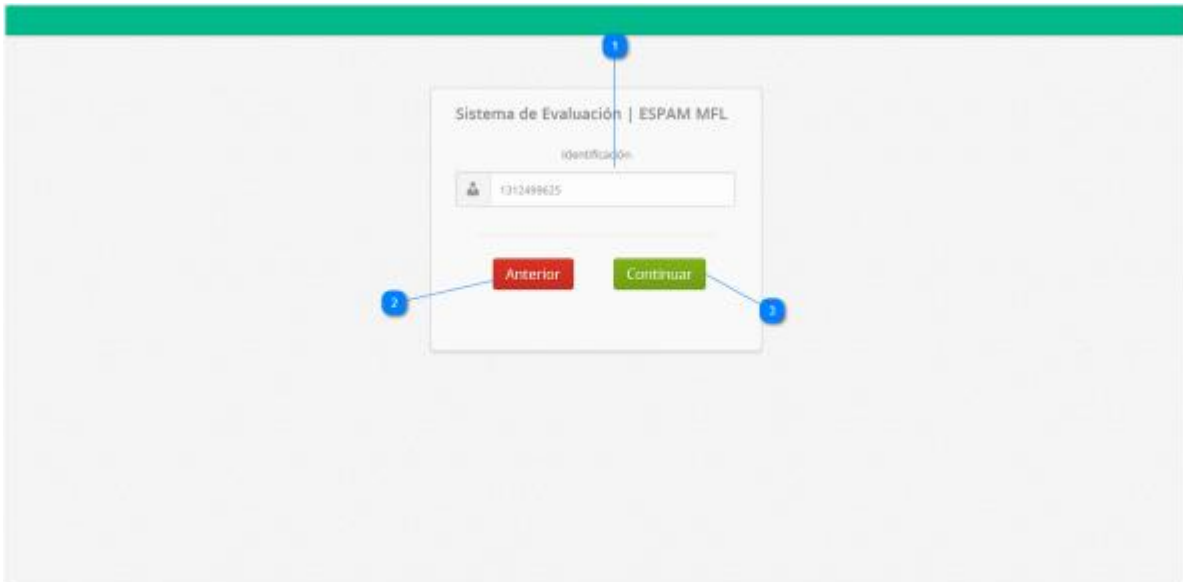 1
Sistema de Evaluación | ESPAM MFL
Identificación
1312499625
Anterior
Continuar
2
3